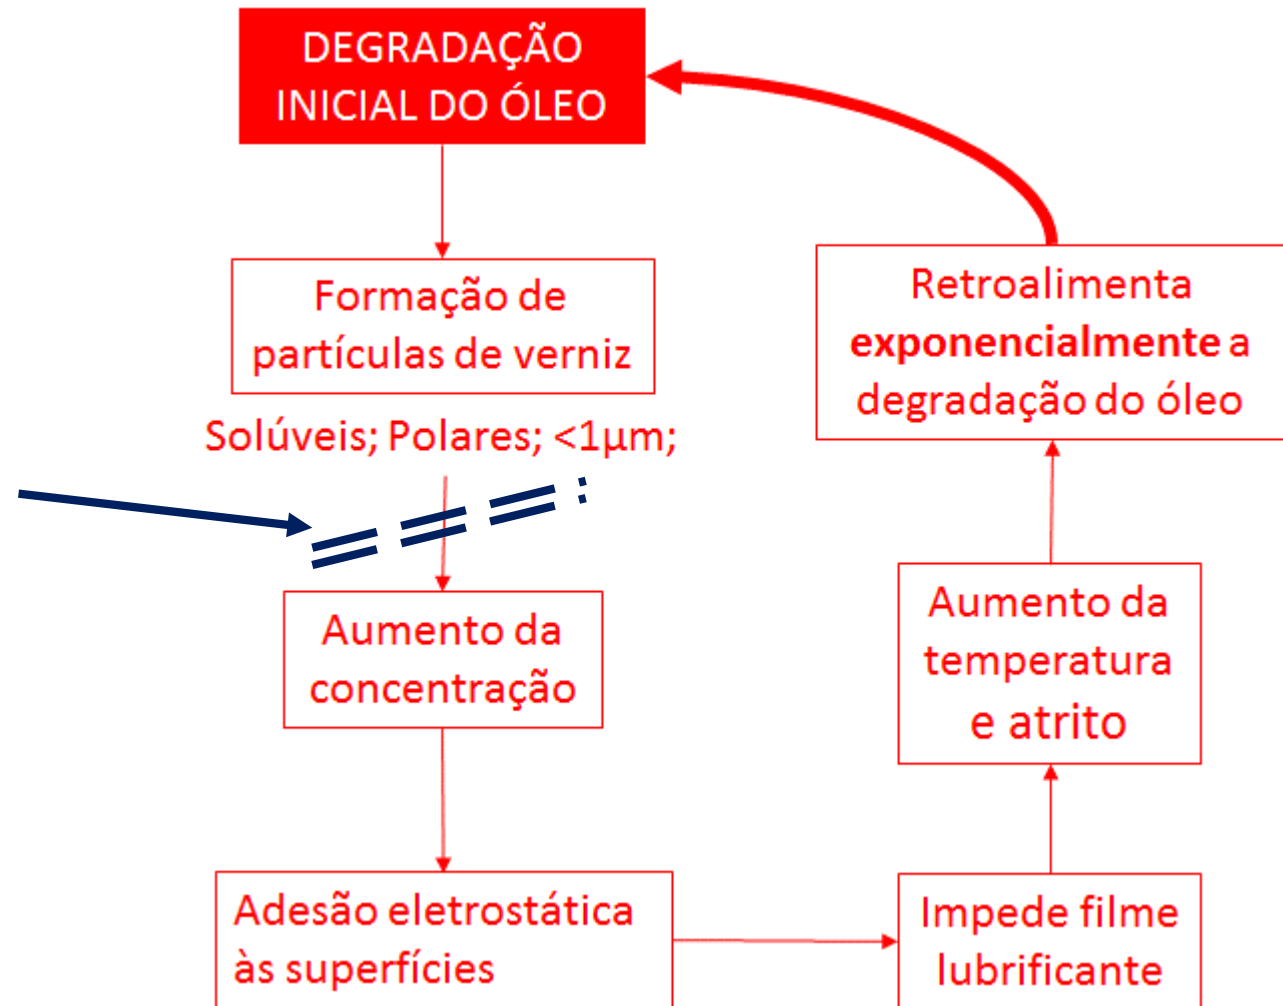 DEGRADAÇÃO
INICIAL DO ÓLEO
Formação de
partículas de verniz
Solúveis; Polares; <1μm;
Aumento da
concentração
Adesão eletrostática
às superfícies
Impede filme
lubrificante
Aumento da
temperatura
e atrito
Retroalimenta
exponencialmente a
degradação do óleo